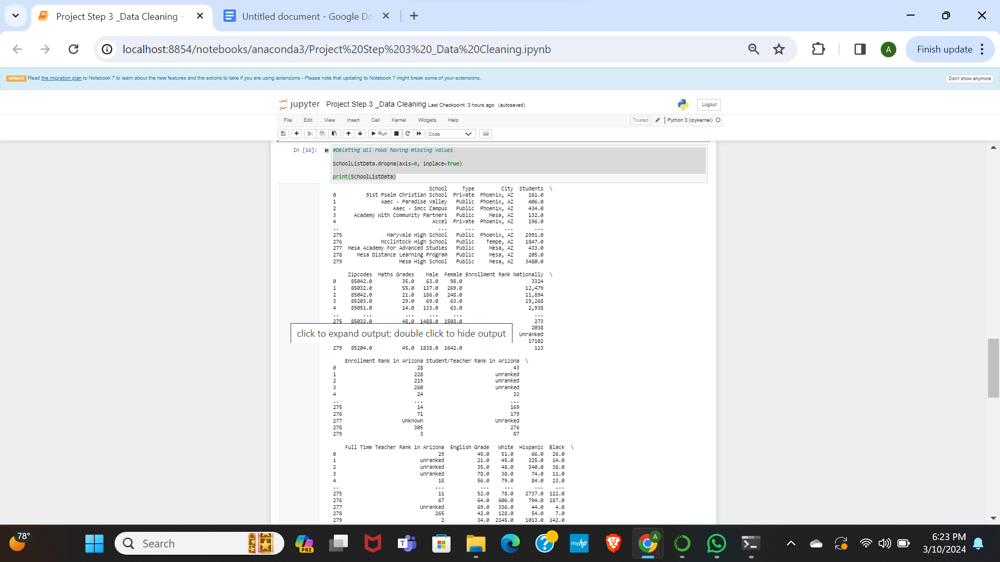 Project Step 3 _Data Cleaning -
Untitled document - Google Do
localhost:8854/notebooks/anaconda3/Project%20Step%203%20_Data%20Cleaning.ipynb
A
Finish update
UPDATE Read the migration plan to Notebook 7 to learn about the new features and the actions to take if you are using extensions - Please note that updating to Notebook 7 might break some of your extensions.
Don't show anymore
jupyter Project Step 3 _Data Cleaning Last Checkpoint: 3 hours ago (autosaved)
Logout
File Edit View Insert Cell Kernel Widgets Help
Trusted Python 3 (ipykernel)
Run Code
In [16]: #Deleting all rows having missing values
SchoolListData.dropna(axis=0, inplace=True)
print(SchoolListData)
School Type City Students \
0 91st Psalm Christian School Private Phoenix, AZ 161.0
1 Aaec - Paradise Valley Public Phoenix, AZ 406.0
2 Aaec - Smcc Campus Public Phoenix, AZ 434.0
3 Academy With Community Partners Public Mesa, AZ 132.0
4 Accel Private Phoenix, AZ 196.0
.. ... ... ... ...
275 Maryvale High School Public Phoenix, AZ 2991.0
276 Mcclintock High School Public Tempe, AZ 1847.0
277 Mesa Academy For Advanced Studies Public Mesa, AZ 433.0
278 Mesa Distance Learning Program Public Mesa, AZ 205.0
279 Mesa High School Public Mesa, AZ 3480.0
Zipcodes Maths Grades Male Female Enrollment Rank Nationally \
0 85042.0 35.0 63.0 98.0 3324
1 85032.0 55.0 137.0 269.0 12,479
2 85042.0 21.0 186.0 248.0 11,894
3 85203.0 29.0 69.0 63.0 19,268
4 85051.0 14.0 133.0 63.0 2,938
.. ... ... ... ... ...
275 85033.0 48.0 1488.0 1503.0 273
2038
click to expand output; double click to hide output Unranked
17102
279 85204.0 45.0 1838.0 1642.0 113
Enrollment Rank in Arizona Student/Teacher Rank in Arizona \
0 28 43
1 228 unranked
2 215 unranked
3 260 unranked
4 24 32
.. ... ...
275 14 169
276 71 179
277 Unknown Unranked
278 305 276
279 3 87
Full Time Teacher Rank in Arizona English Grade White Hispanic Black \
0 29 45.0 51.0 66.0 26.0
1 unranked 21.0 45.0 325.0 14.0
2 unranked 35.0 48.0 340.0 38.0
3 unranked 78.0 38.0 74.0 11.0
4 18 56.0 79.0 84.0 23.0
.. ... ... ... ... ...
275 11 52.0 78.0 2737.0 122.0
276 67 64.0 606.0 794.0 187.0
277 Unranked 69.0 336.0 44.0 4.0
278 265 42.0 128.0 54.0 7.0
279 2 34.0 2145.0 1013.0 142.0
78°
Search
PRE
T
myhp
A
6:23 PM
3/10/2024